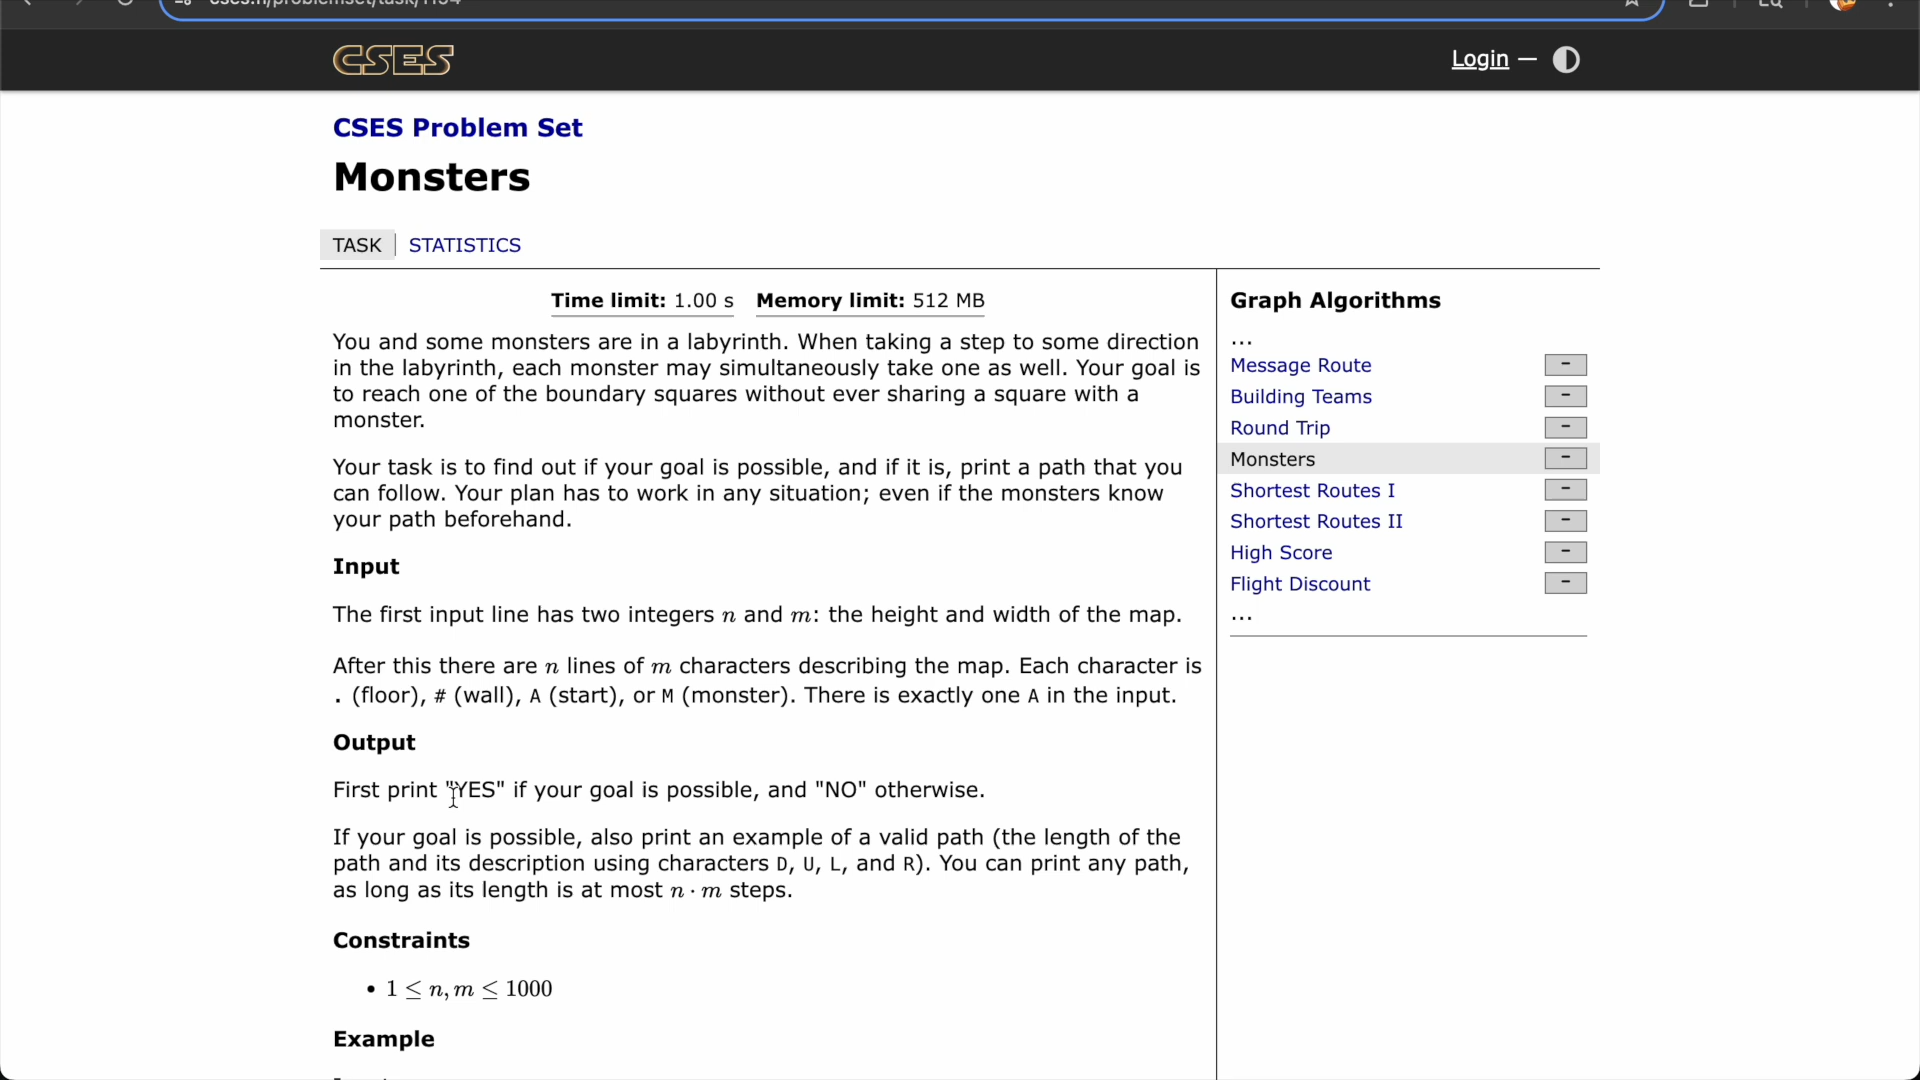 CSES
Login —
CSES Problem Set
Monsters
TASK | STATISTICS
Time limit: 1.00 s Memory limit: 512 MB
You and some monsters are in a labyrinth. When taking a step to some direction
in the labyrinth, each monster may simultaneously take one as well. Your goal is
to reach one of the boundary squares without ever sharing a square with a
monster.
Your task is to find out if your goal is possible, and if it is, print a path that you
can follow. Your plan has to work in any situation; even if the monsters know
your path beforehand.
Input
The first input line has two integers n and m: the height and width of the map.
After this there are n lines of m characters describing the map. Each character is
. (floor), # (wall), A (start), or M (monster). There is exactly one A in the input.
Output
First print "YES" if your goal is possible, and "NO" otherwise.
If your goal is possible, also print an example of a valid path (the length of the
path and its description using characters D, U, L, and R). You can print any path,
as long as its length is at most n · m steps.
Constraints
• 1 ≤ n, m ≤ 1000
Example
Graph Algorithms
...
Message Route –
Building Teams –
Round Trip –
Monsters –
Shortest Routes I –
Shortest Routes II –
High Score –
Flight Discount –
...